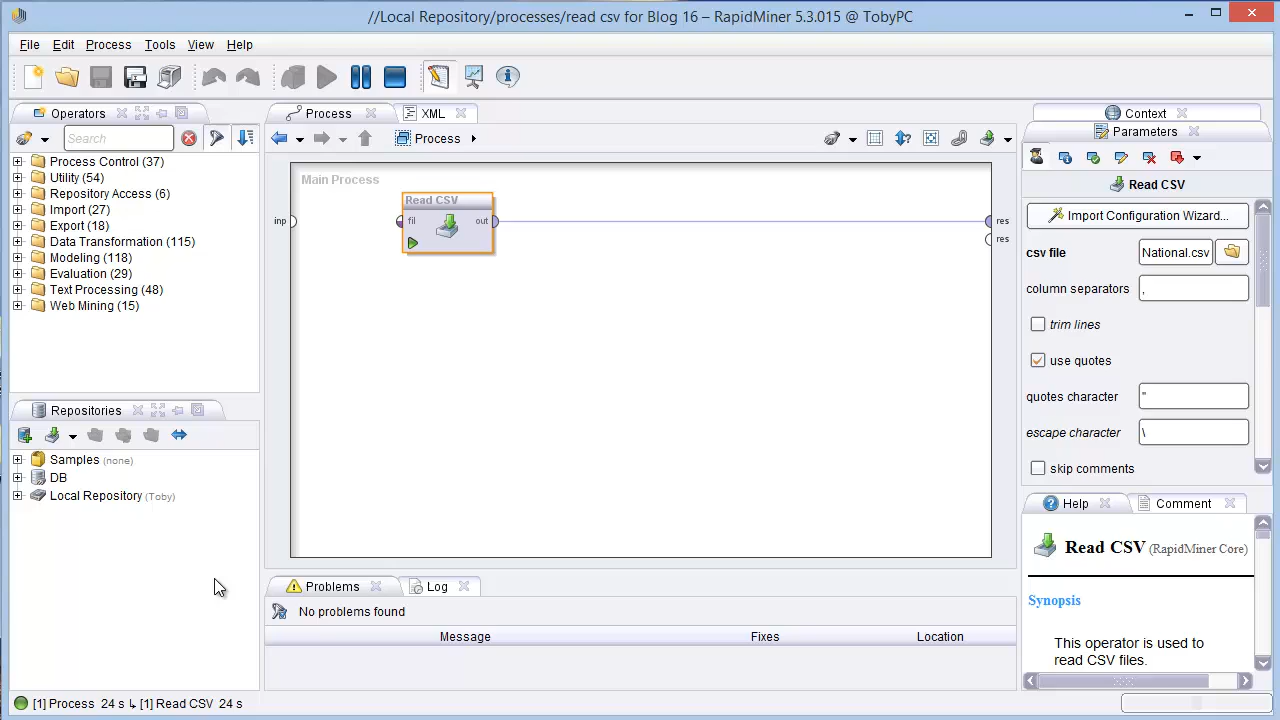 //Local Repository/processes/read csv for Blog 16 – RapidMiner 5.3.015 @ TobyPC
File Edit Process Tools View Help
Operators
Search
Process Control (37)
Utility (54)
Repository Access (6)
Import (27)
Export (18)
Data Transformation (115)
Modeling (118)
Evaluation (29)
Text Processing (48)
Web Mining (15)
Repositories
Samples (none)
DB
Local Repository (Toby)
Process XML
Process
Main Process
Read CSV
inp fil out res
res
Problems Log
No problems found
Message Fixes Location
Context
Parameters
Read CSV
Import Configuration Wizard...
csv file National.csv
column separators ,
trim lines
use quotes
quotes character "
escape character \
skip comments
Help Comment
Read CSV (RapidMiner Core)
Synopsis
This operator is used to
read CSV files.
[1] Process 24 s ↳ [1] Read CSV 24 s